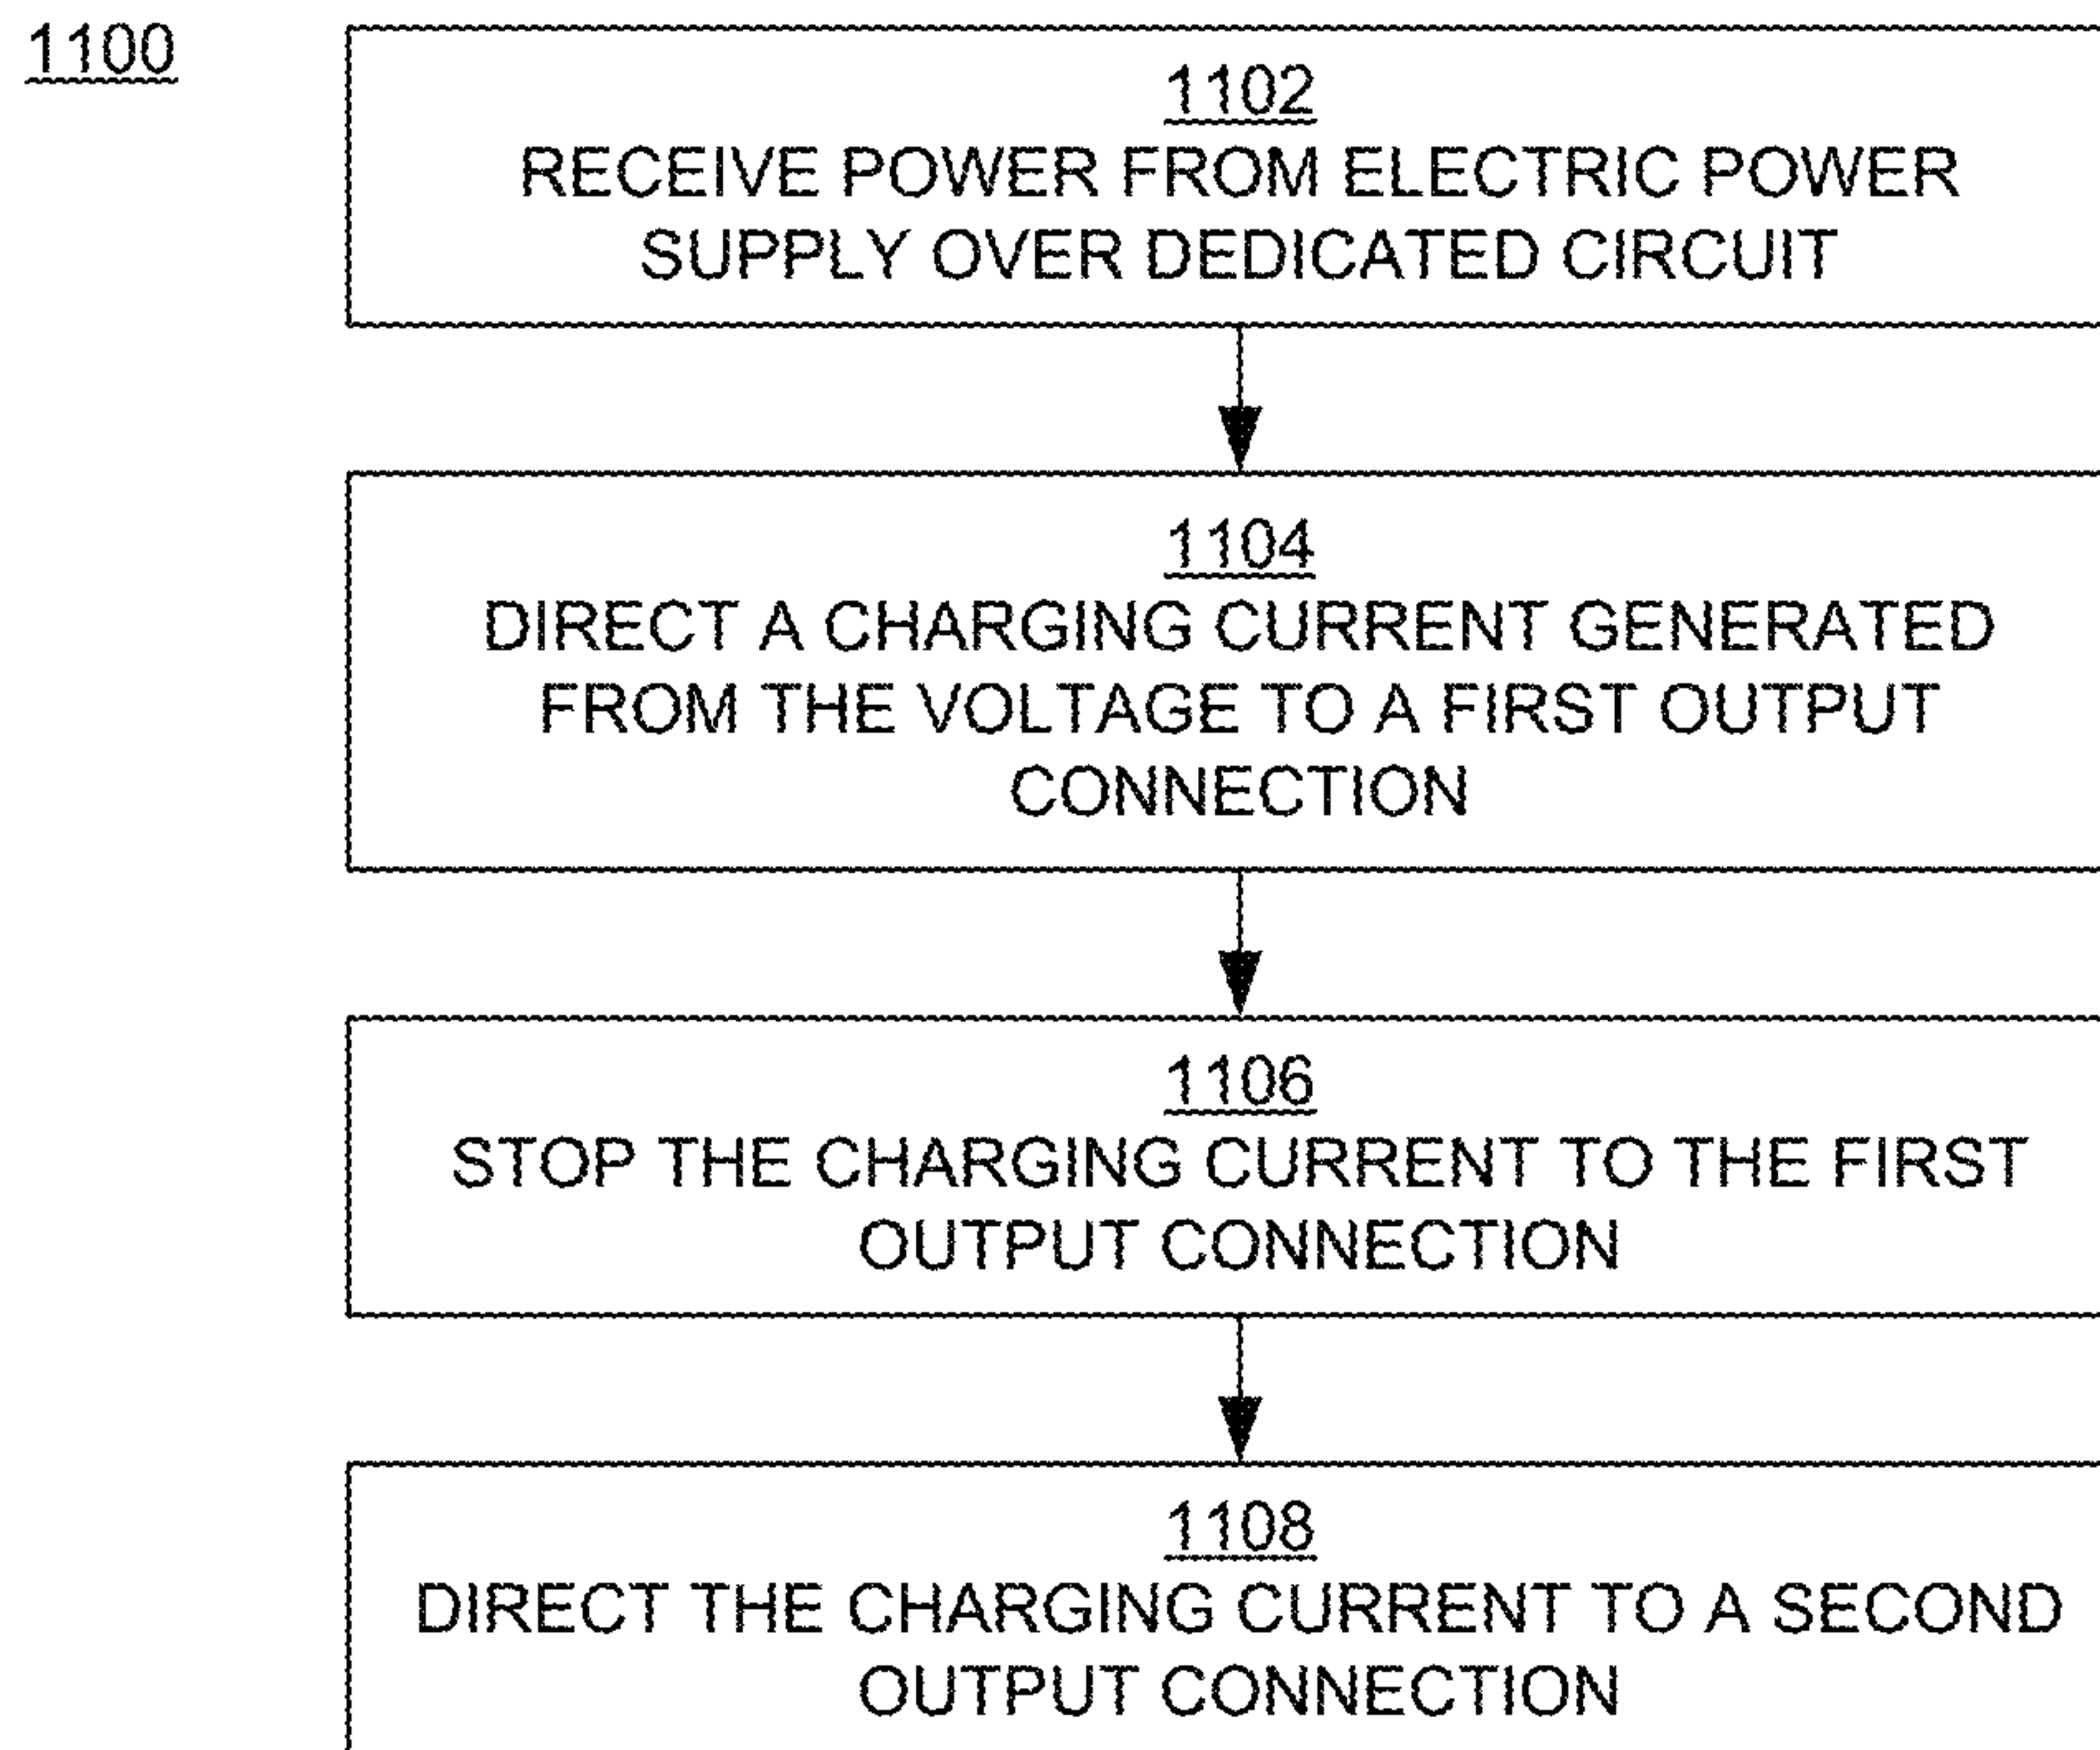 1100
1102
RECEIVE POWER FROM ELECTRIC POWER
SUPPLY OVER DEDICATED CIRCUIT
1104
DIRECT A CHARGING CURRENT GENERATED
FROM THE VOLTAGE TO A FIRST OUTPUT
CONNECTION
1106
STOP THE CHARGING CURRENT TO THE FIRST
OUTPUT CONNECTION
1108
DIRECT THE CHARGING CURRENT TO A SECOND
OUTPUT CONNECTION